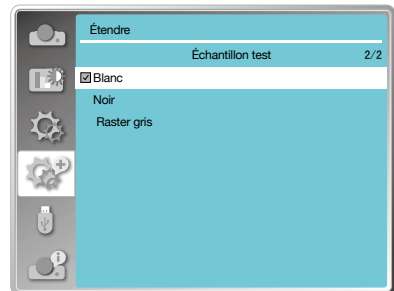 Étendre
Échantillon test 2/2
Blanc
Noir
Raster gris